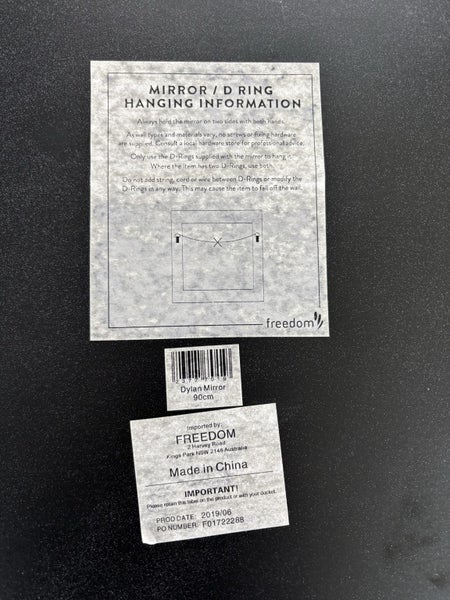 MIRROR / D RING
HANGING INFORMATION
Always hold the mirror on two sides with both hands.
As wall types and materials vary, no screws or fixing hardware
are supplied. Consult a local hardware store for professional advice.
Only use the D-Rings supplied with the mirror to hang it.
Where the item has two D-Rings, use both.
Do not add string, cord or wire between D-Rings or modify the
D-Rings in any way. This may cause the item to fall off the wall.
freedom
Dylan Mirror
90cm
Imported by:
FREEDOM
2 Harvey Road
Kings Park NSW 2148 Australia
Made in China
IMPORTANT!
Please retain this label on the product or with your docket.
PROD DATE: 2019/06
PO NUMBER: F01722288